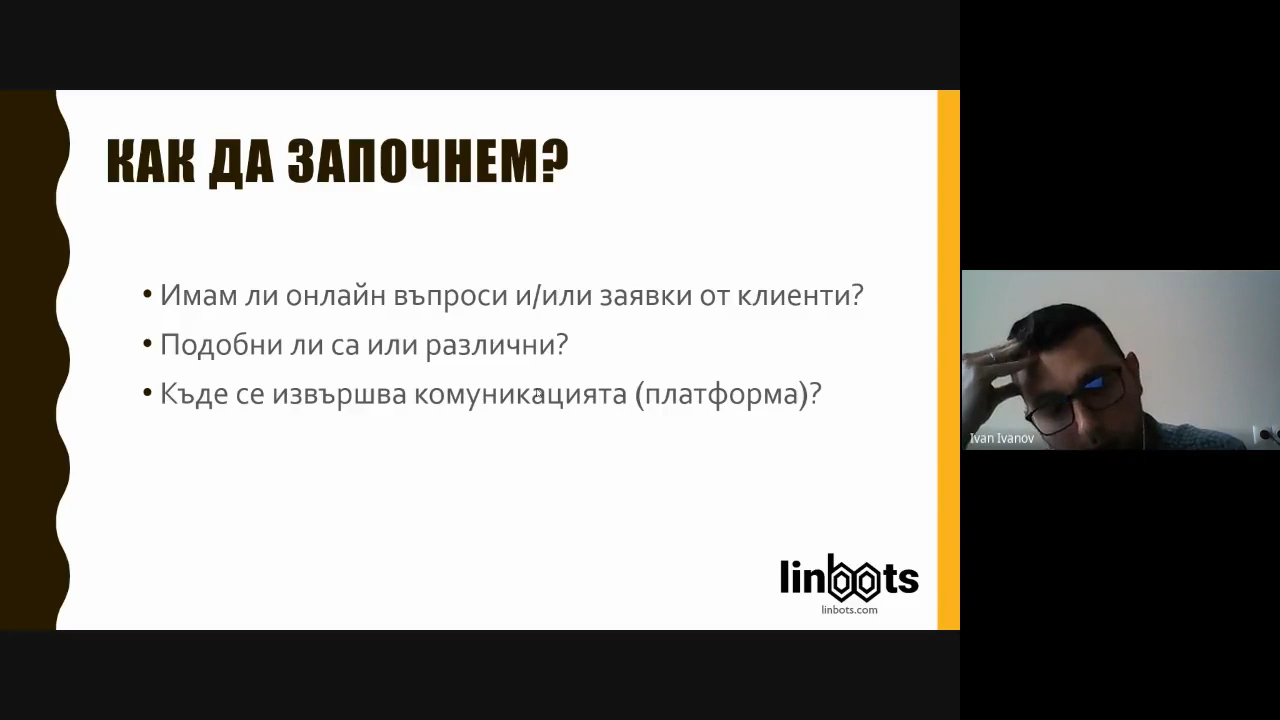 КАК ДА ЗАПОЧНЕМ?
• Имам ли онлайн въпроси и/или заявки от клиенти?
• Подобни ли са или различни?
• Къде се извършва комуникацията (платформа)?
linbots
linbots.com
Ivan Ivanov